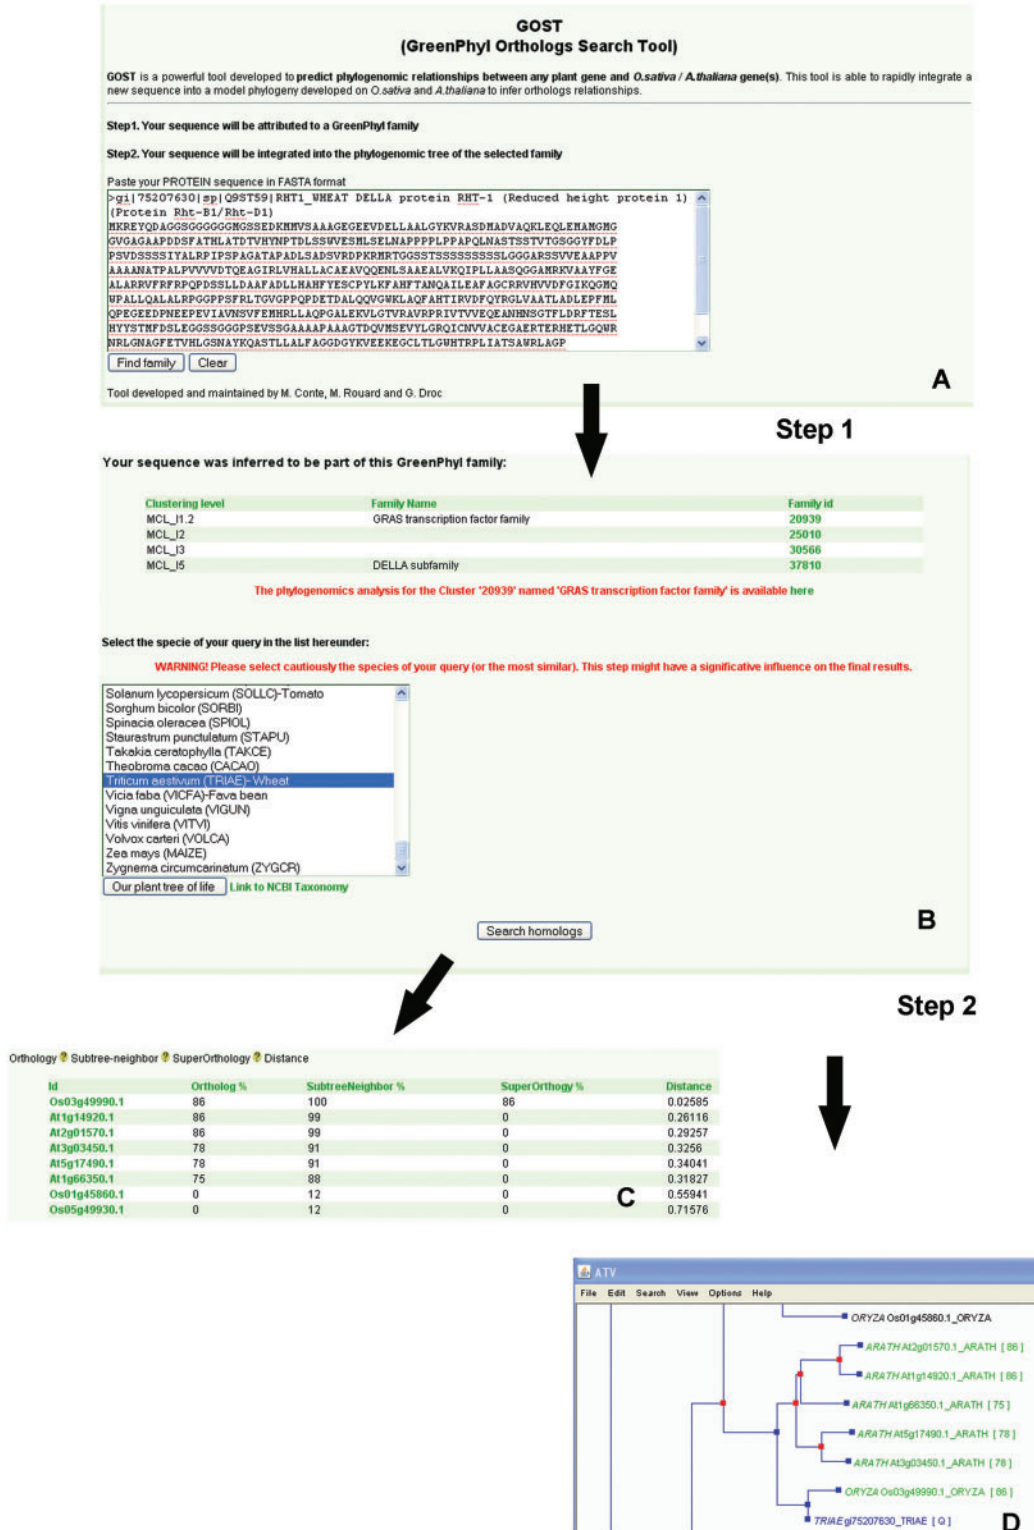 GOST
(GreenPhyl Orthologs Search Tool)
GOST is a powerful tool developed to predict phylogenomic relationships between any plant gene and O.sativa / A.thaliana gene(s). This tool is able to rapidly integrate a
new sequence into a model phylogeny developed on O.sativa and A.thaliana to infer orthologs relationships.
Step1. Your sequence will be attributed to a GreenPhyl family
Step2. Your sequence will be integrated into the phylogenomic tree of the selected family
Paste your PROTEIN sequence in FASTA format
>gi|75207630|sp|Q9ST59|RHT1_WHEAT DELLA protein RHT-1 (Reduced height protein 1)
(Protein Rht-B1/Rht-D1)
MKREYQDAGGSGGGGGGMGSSEDKMMVSAAAGEGEEVDELLAALGYKVRASDMADVAQKLEQLEMAMGMG
GVGAGAAPDDSFATHLATDTVHYNPTDLSSWVESMLSELNAPPPPLPPAPQLNASTSSTVTGSGGYFDLP
PSVDSSSSIYALRPIPSPAGATAPADLSADSVRDPKRMRTGGSSTSSSSSSSSSLGGGARSSVVEAAPPV
AAAANATPALPVVVVDTQEAGIRLVHALLACAEAVQQENLSAAEALVKQIPLLAASQGGAMRKVAAYFGE
ALARRVFRFRPQPDSSLLDAAFADLLHAHFYESCPYLKFAHFTANQAILEAFAGCRRVHVVDFGIKQGMQ
WPALLQALALRPGGPPSFRLTGVGPPQPDETDALQQVGWKLAQFAHTIRVDFQYRGLVAATLADLEPFML
QPEGEEDPNEEPEVIAVNSVFEMHRLLAQPGALEKVLGTVRAVRPRIVTVVEQEANHNSGTFLDRFTESL
HYYSTMFDSLEGGSSGGGPSEVSSGAAAAPAAAGTDQVMSEVYLGRQICNVVACEGAERTERHETLGQWR
NRLGNAGFETVHLGSNAYKQASTLLALFAGGDGYKVEEKEGCLTLGWHTRPLIATSAWRLAGP
Find family Clear
Tool developed and maintained by M. Conte, M. Rouard and G. Droc
A
Step 1
Your sequence was inferred to be part of this GreenPhyl family:
Clustering level Family Name Family id
MCL_I1.2 GRAS transcription factor family 20939
MCL_I2 25010
MCL_I3 30566
MCL_I5 DELLA subfamily 37810
The phylogenomics analysis for the Cluster '20939' named 'GRAS transcription factor family' is available here
Select the specie of your query in the list hereunder:
WARNING! Please select cautiously the species of your query (or the most similar). This step might have a significative influence on the final results.
Solanum lycopersicum (SOLLC)-Tomato
Sorghum bicolor (SORBI)
Spinacia oleracea (SPIOL)
Staurastrum punctulatum (STAPU)
Takakia ceratophylla (TAKCE)
Theobroma cacao (CACAO)
Triticum aestivum (TRIAE)- Wheat
Vicia faba (VICFA)-Fava bean
Vigna unguiculata (VIGUN)
Vitis vinifera (VITVI)
Volvox carteri (VOLCA)
Zea mays (MAIZE)
Zygnema circumcarinatum (ZYGCR)
Our plant tree of life Link to NCBI Taxonomy
Search homologs
B
Step 2
Orthology ? Subtree-neighbor ? SuperOrthology ? Distance
Id Ortholog % SubtreeNeighbor % SuperOrthogy % Distance
Os03g49990.1 86 100 86 0.02585
At1g14920.1 86 99 0 0.26116
At2g01570.1 86 99 0 0.29257
At3g03450.1 78 91 0 0.3256
At5g17490.1 78 91 0 0.34041
At1g66350.1 75 88 0 0.31827
Os01g45860.1 0 12 0 0.55941
Os05g49930.1 0 12 0 0.71576
C
ATV
File Edit Search View Options Help
ORYZA Os01g45860.1_ORYZA
ARATH At2g01570.1_ARATH [ 86 ]
ARATH At1g14920.1_ARATH [ 86 ]
ARATH At1g66350.1_ARATH [ 75 ]
ARATH At5g17490.1_ARATH [ 78 ]
ARATH At3g03450.1_ARATH [ 78 ]
ORYZA Os03g49990.1_ORYZA [ 86 ]
TRIAE gi75207630_TRIAE [ Q ]
D